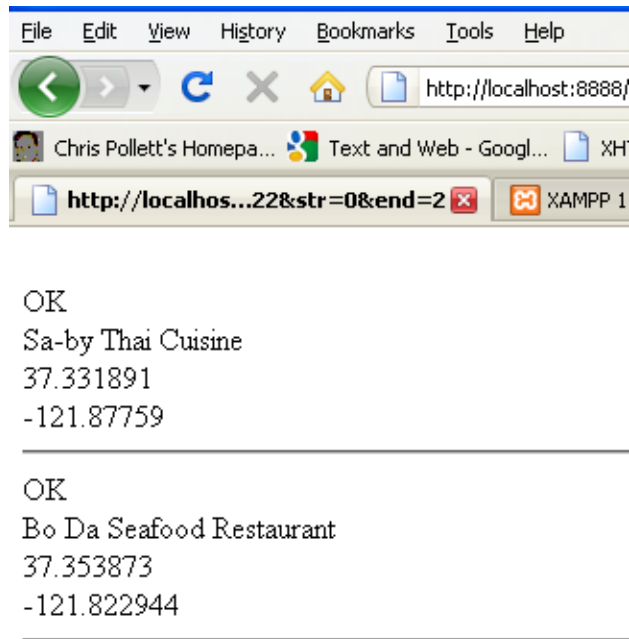 File Edit View History Bookmarks Tools Help
http://localhost:8888/
Chris Pollett's Homepa... Text and Web - Googl... XHT
http://localhos...22&str=0&end=2 XAMPP 1
OK
Sa-by Thai Cuisine
37.331891
-121.87759
OK
Bo Da Seafood Restaurant
37.353873
-121.822944